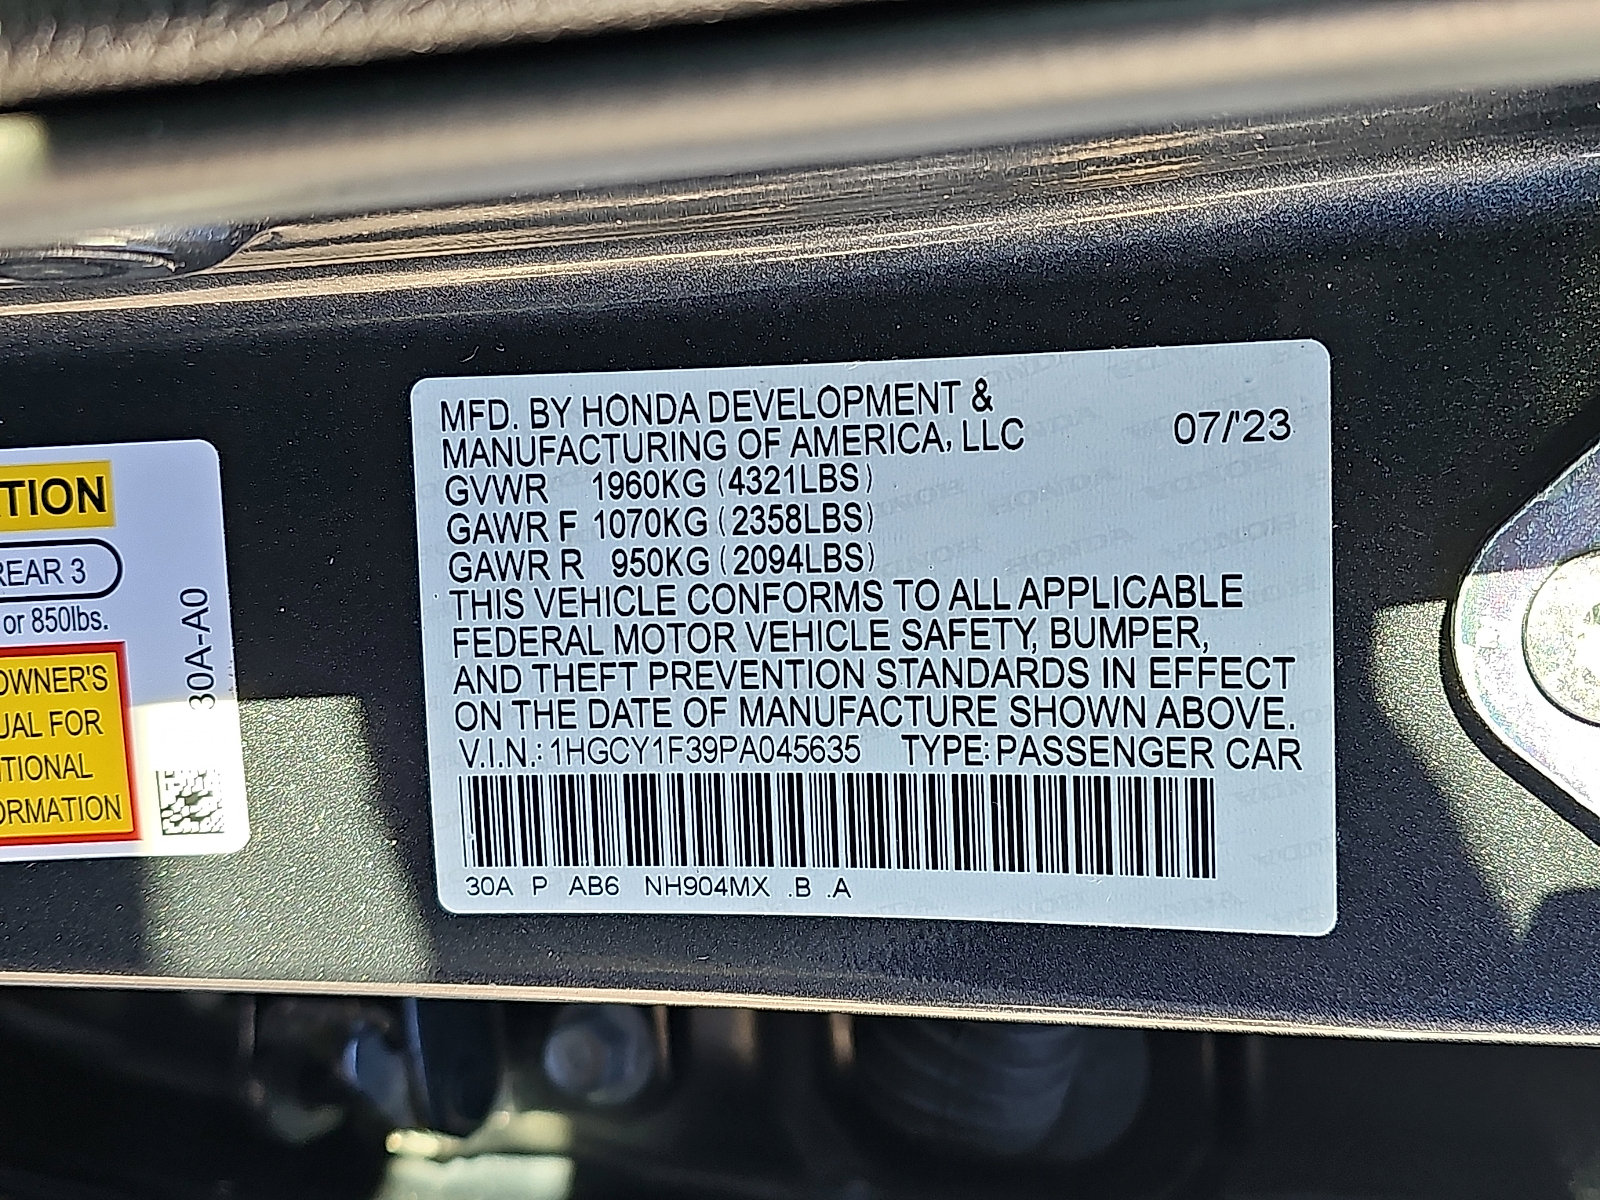 TION
REAR 3
or 850lbs.
OWNER'S
UAL FOR
TIONAL
ORMATION
30A-A0
MFD. BY HONDA DEVELOPMENT &
MANUFACTURING OF AMERICA, LLC 07/'23
GVWR 1960KG (4321LBS)
GAWR F 1070KG (2358LBS)
GAWR R 950KG (2094LBS)
THIS VEHICLE CONFORMS TO ALL APPLICABLE
FEDERAL MOTOR VEHICLE SAFETY, BUMPER,
AND THEFT PREVENTION STANDARDS IN EFFECT
ON THE DATE OF MANUFACTURE SHOWN ABOVE.
V.I.N.: 1HGCY1F39PA045635 TYPE: PASSENGER CAR
30A P AB6 NH904MX .B .A